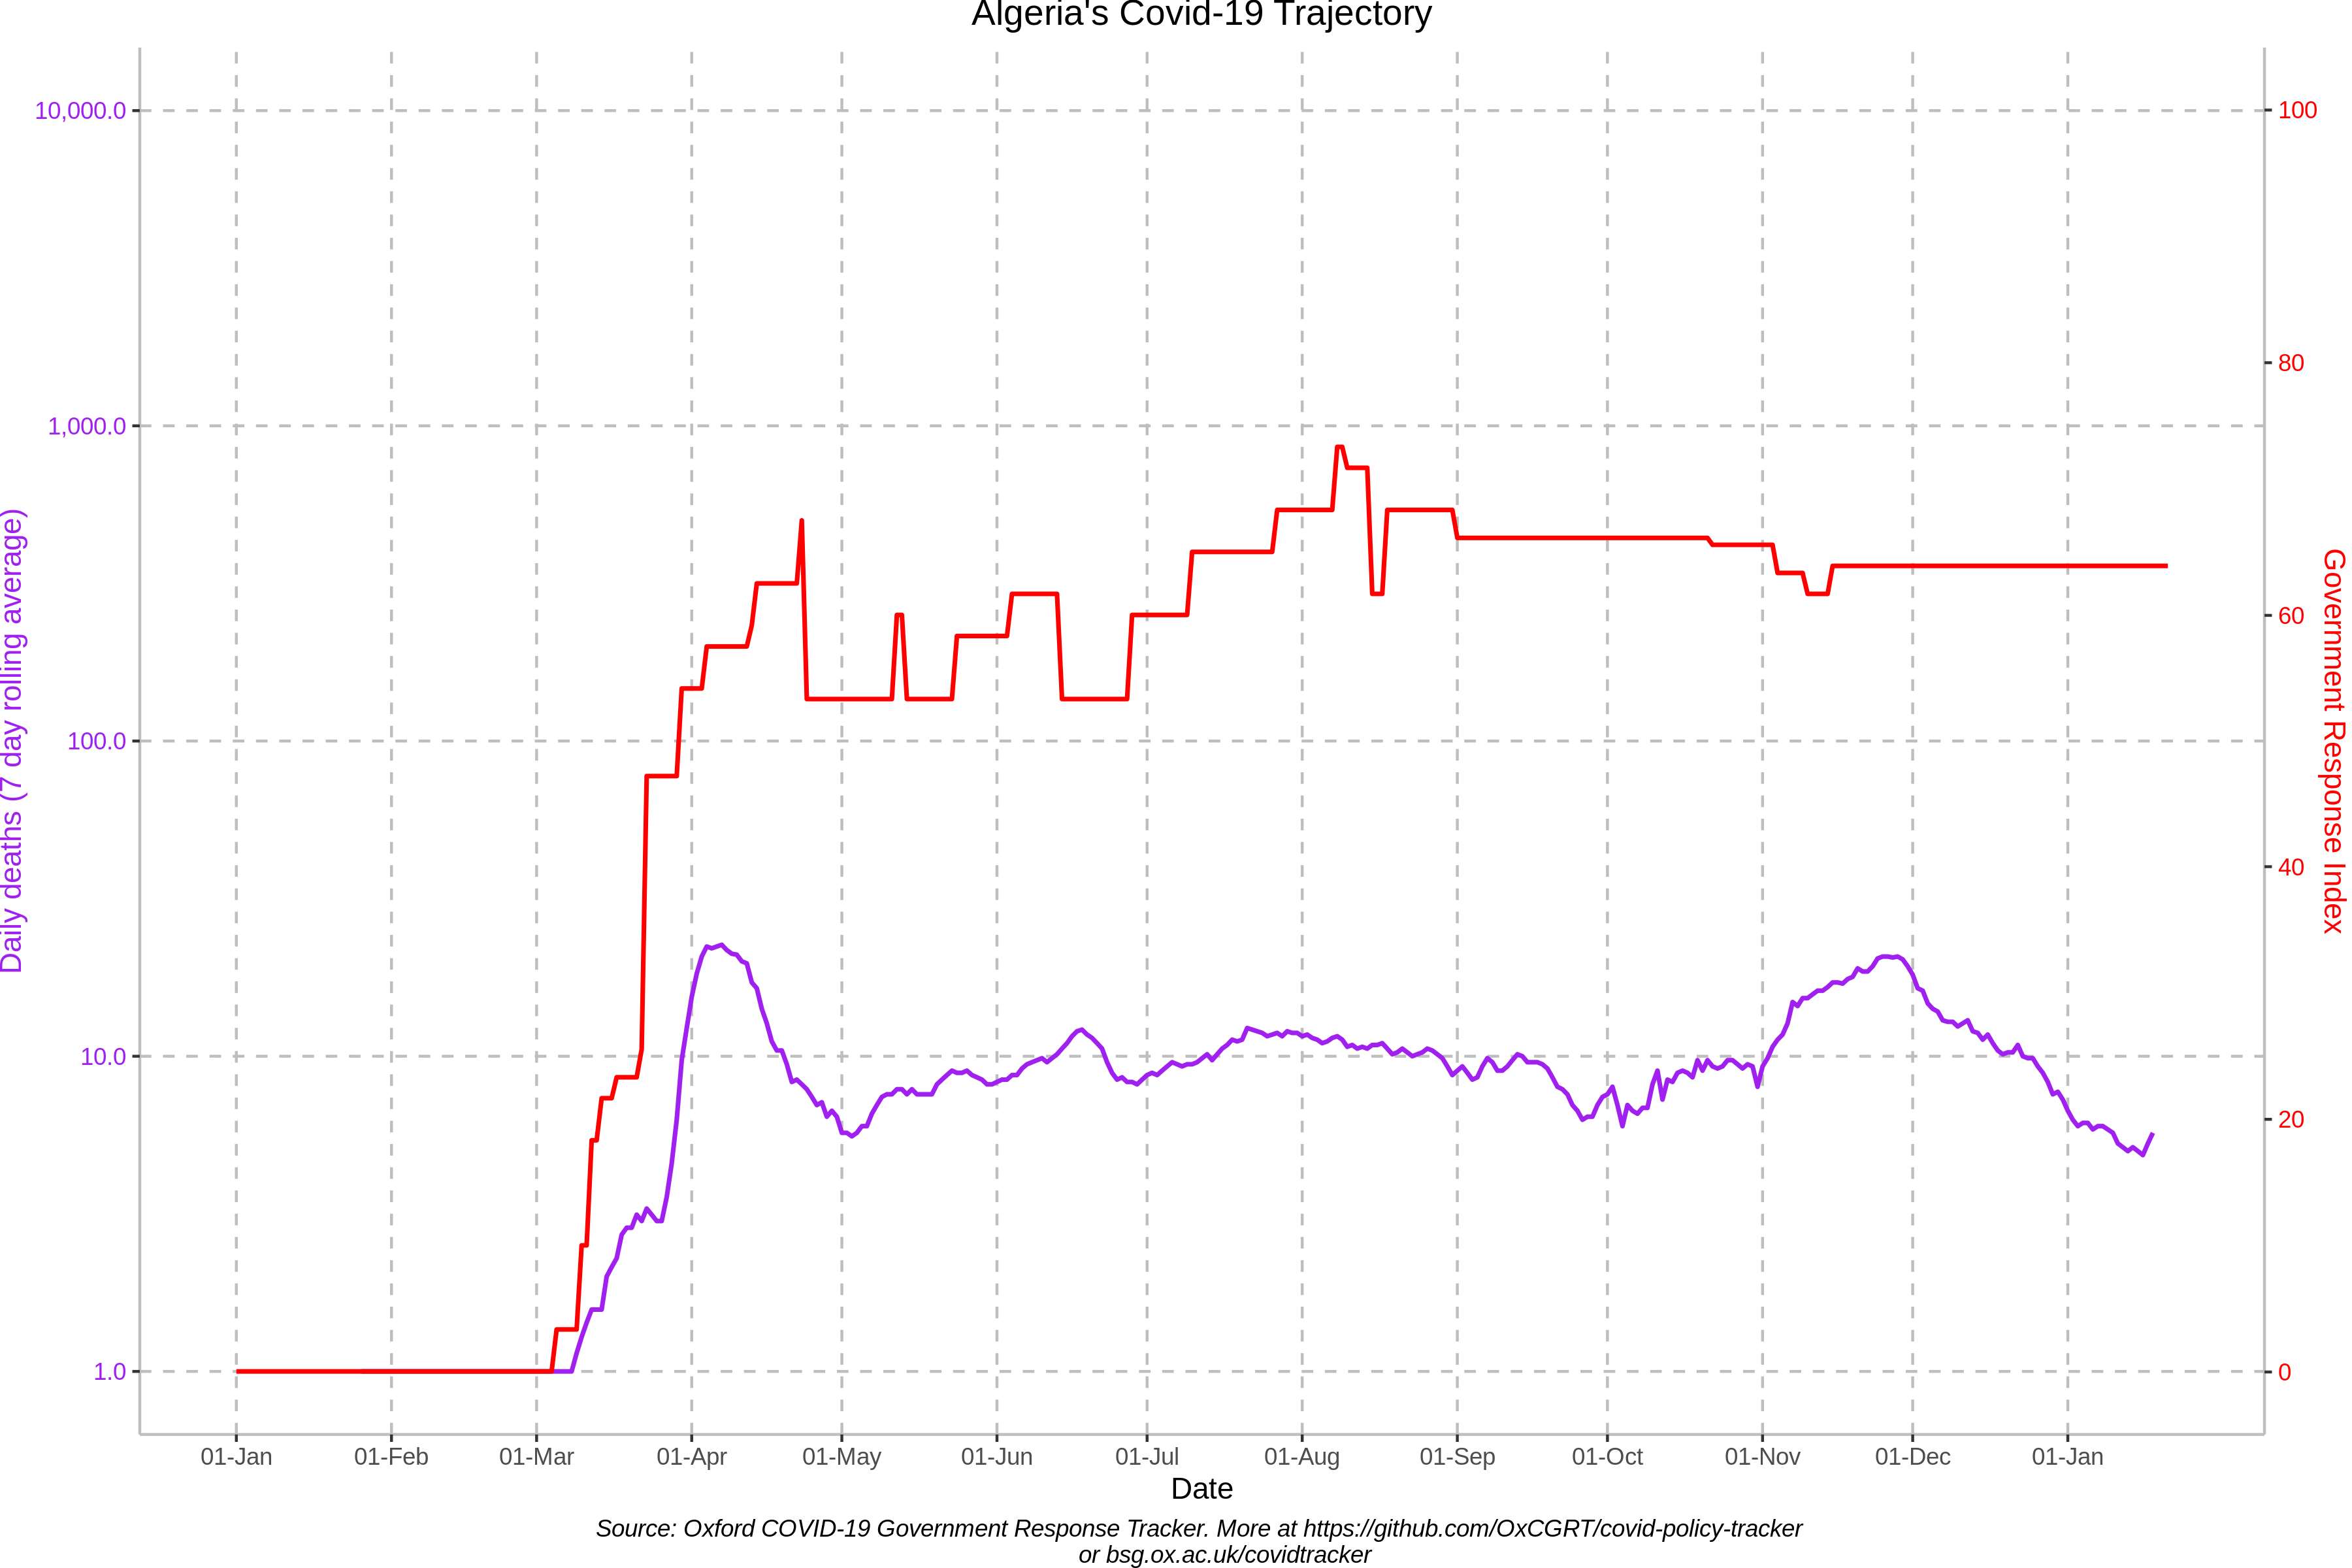 Algeria's Covid-19 Trajectory
10,000.0
1,000.0
100.0
10.0
1.0
Daily deaths (7 day rolling average)
100
80
60
40
20
0
Government Response Index
01-Jan
01-Feb
01-Mar
01-Apr
01-May
01-Jun
01-Jul
01-Aug
01-Sep
01-Oct
01-Nov
01-Dec
01-Jan
Date
Source: Oxford COVID-19 Government Response Tracker. More at https://github.com/OxCGRT/covid-policy-tracker
or bsg.ox.ac.uk/covidtracker